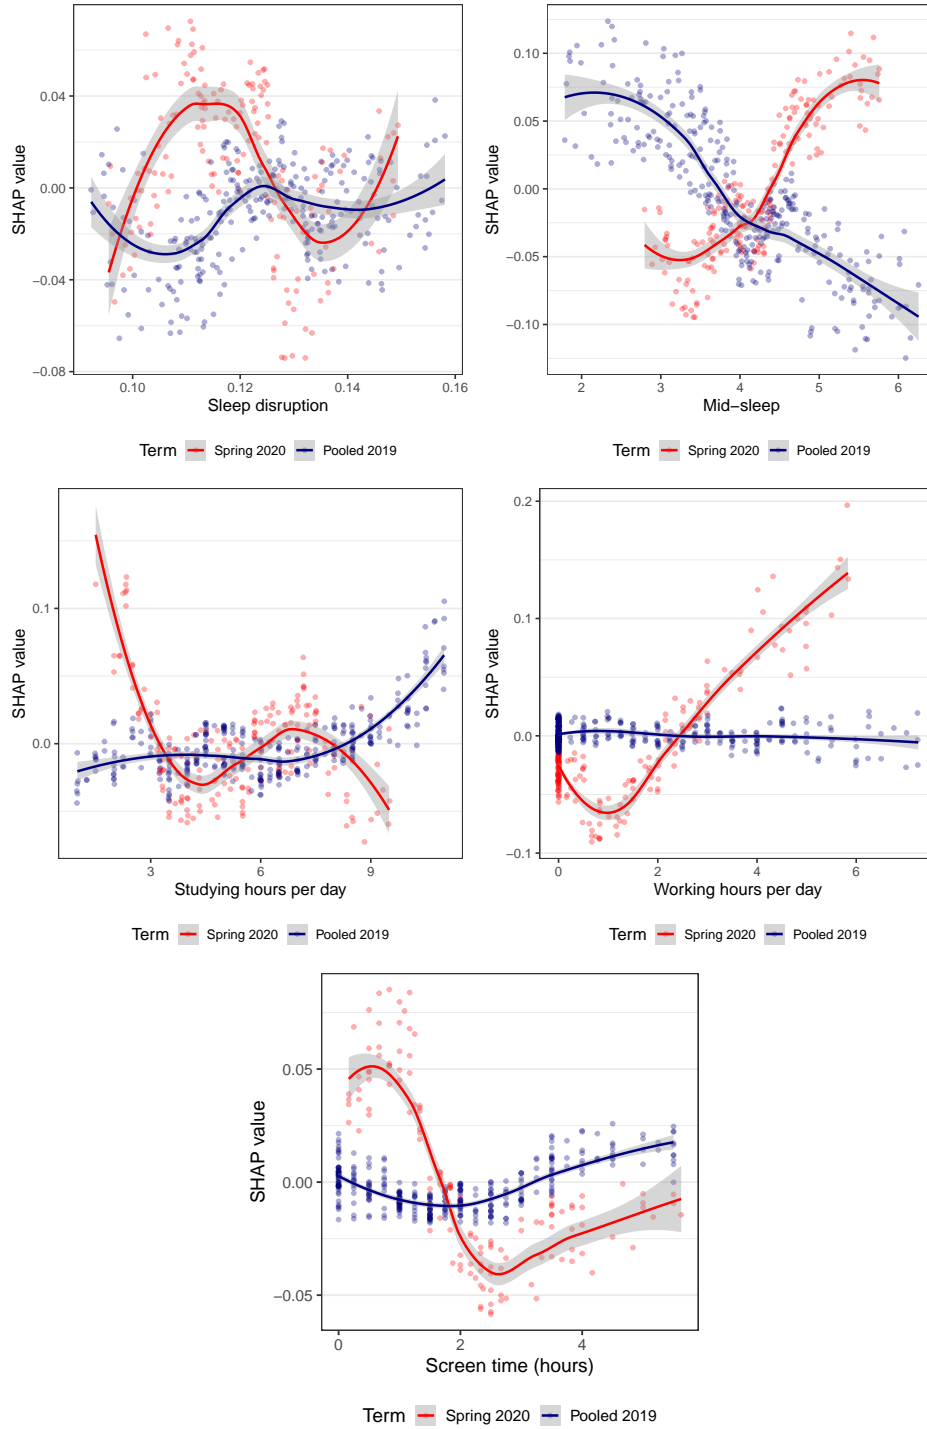 SHAP value
0.04
0.00
−0.04
−0.08
0.10 0.12 0.14 0.16
Sleep disruption
Term Spring 2020 Pooled 2019
SHAP value
0.10
0.05
0.00
−0.05
−0.10
2 3 4 5 6
Mid−sleep
Term Spring 2020 Pooled 2019
SHAP value
0.1
0.0
3 6 9
Studying hours per day
Term Spring 2020 Pooled 2019
SHAP value
0.2
0.1
0.0
−0.1
0 2 4 6
Working hours per day
Term Spring 2020 Pooled 2019
SHAP value
0.05
0.00
−0.05
0 2 4
Screen time (hours)
Term Spring 2020 Pooled 2019